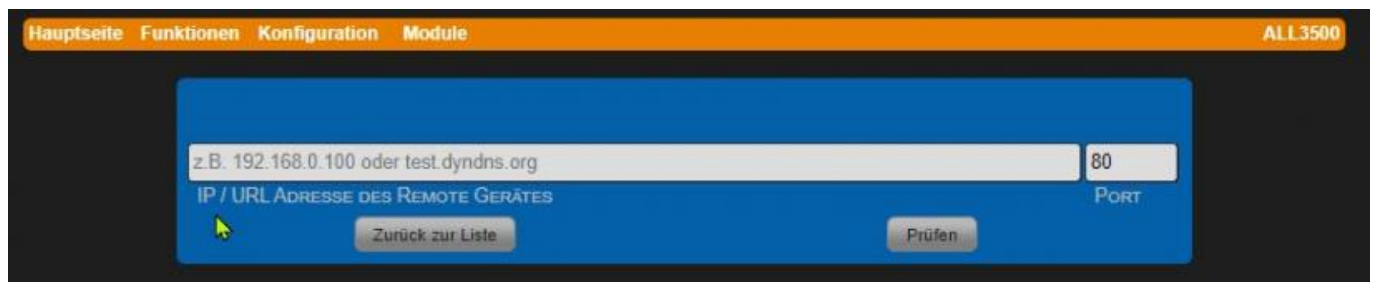 Hauptseite Funktionen Konfiguration Module ALL3500
z.B. 192.168.0.100 oder test.dyndns.org 80
IP / URL ADRESSE DES REMOTE GERÄTES PORT
Zurück zur Liste Prüfen